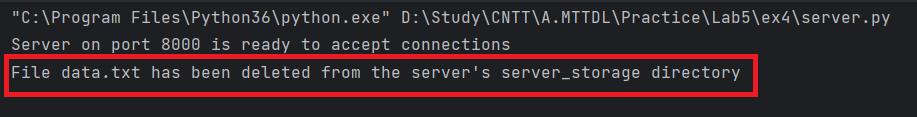 "C:\Program Files\Python36\python.exe" D:\Study\CNTT\A.MTTDL\Practice\Lab5\ex4\server.py
Server on port 8000 is ready to accept connections
File data.txt has been deleted from the server's server_storage directory